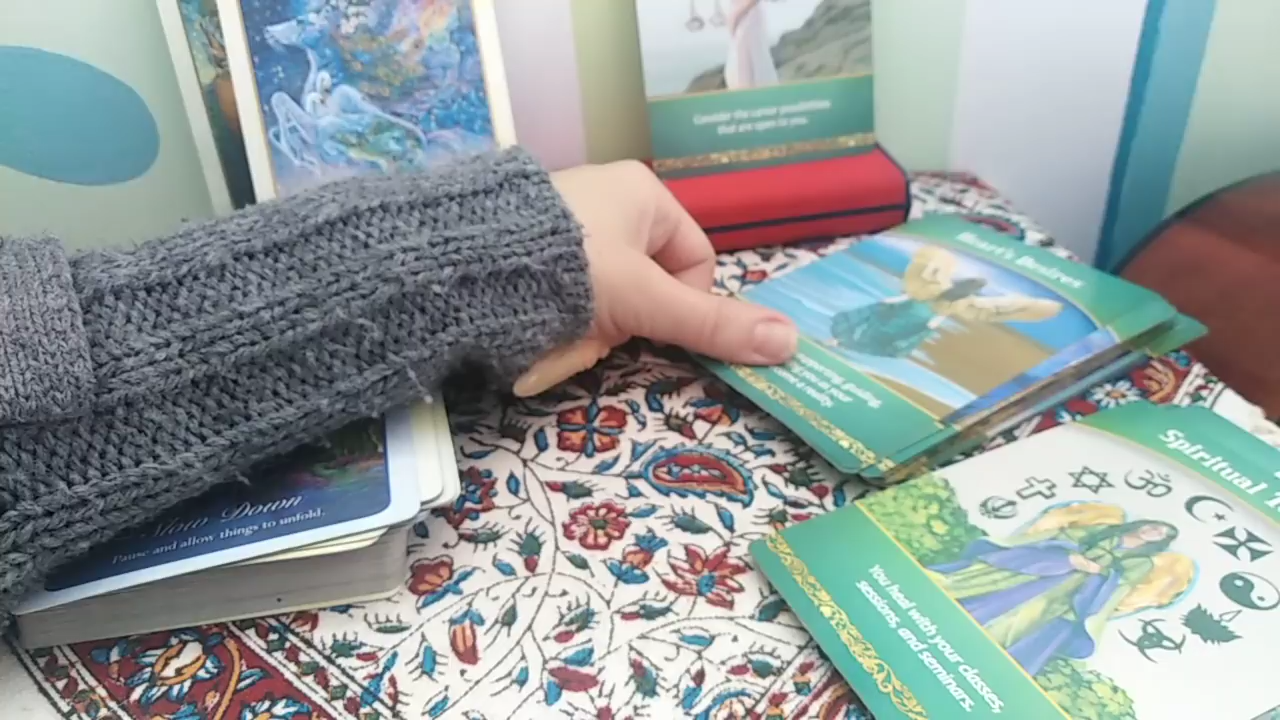 Consider the career possibilities
that are open to you.
Heart's Desires
Spiritual
You heal with your classes,
sessions, and seminars.
Slow Down
Pause and allow things to unfold.